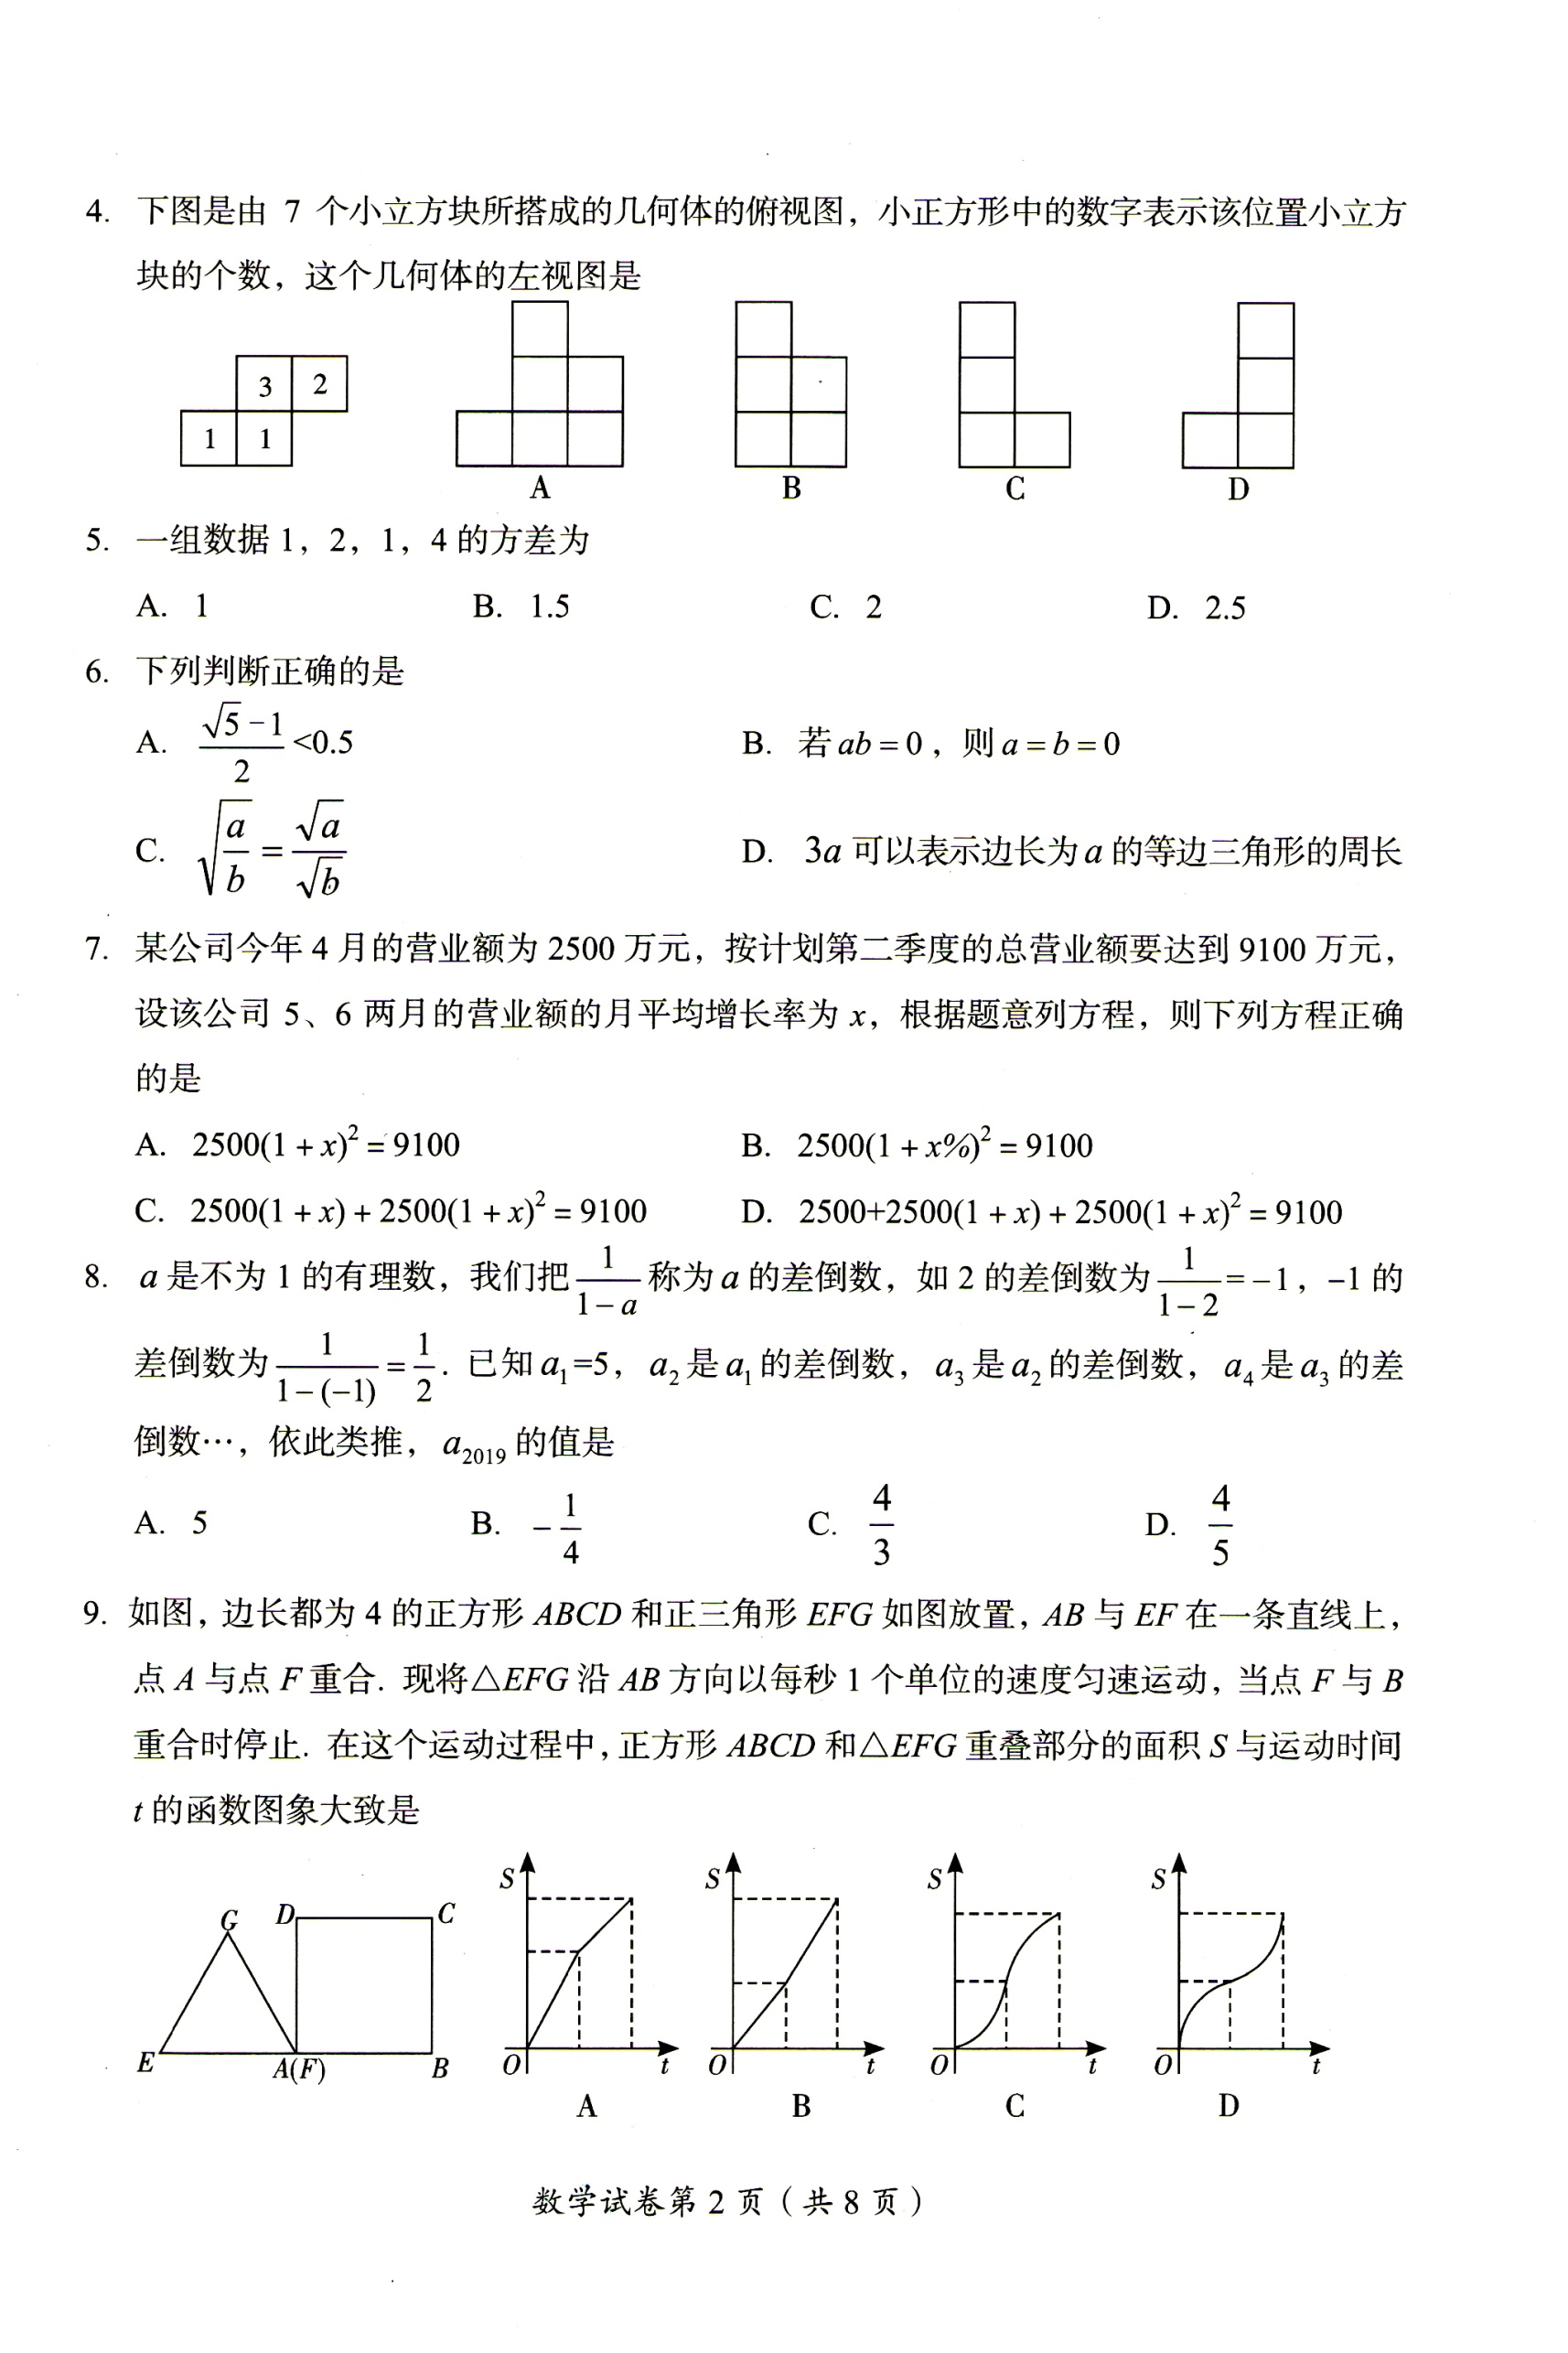 4. 下图是由 7 个小立方块所搭成的几何体的俯视图，小正方形中的数字表示该位置小立方
块的个数，这个几何体的左视图是
3 2
1 1
A B C D
5. 一组数据 1，2，1，4 的方差为
A. 1 B. 1.5 C. 2 D. 2.5
6. 下列判断正确的是
A. \frac{\sqrt{5}-1}{2}<0.5 B. 若 ab=0，则 a=b=0
C. \sqrt{\frac{a}{b}}=\frac{\sqrt{a}}{\sqrt{b}} D. 3a 可以表示边长为 a 的等边三角形的周长
7. 某公司今年 4 月的营业额为 2500 万元，按计划第二季度的总营业额要达到 9100 万元，
设该公司 5、6 两月的营业额的月平均增长率为 x，根据题意列方程，则下列方程正确
的是
A. 2500(1+x)²=9100 B. 2500(1+x%)²=9100
C. 2500(1+x)+2500(1+x)²=9100 D. 2500+2500(1+x)+2500(1+x)²=9100
8. a 是不为 1 的有理数，我们把 \frac{1}{1-a} 称为 a 的差倒数，如 2 的差倒数为 \frac{1}{1-2}=-1，-1 的
差倒数为 \frac{1}{1-(-1)}=\frac{1}{2}. 已知 a₁=5，a₂ 是 a₁ 的差倒数，a₃ 是 a₂ 的差倒数，a₄ 是 a₃ 的差
倒数…，依此类推，a₂₀₁₉ 的值是
A. 5 B. -\frac{1}{4} C. \frac{4}{3} D. \frac{4}{5}
9. 如图，边长都为 4 的正方形 ABCD 和正三角形 EFG 如图放置，AB 与 EF 在一条直线上，
点 A 与点 F 重合. 现将△EFG 沿 AB 方向以每秒 1 个单位的速度匀速运动，当点 F 与 B
重合时停止. 在这个运动过程中，正方形 ABCD 和△EFG 重叠部分的面积 S 与运动时间
t 的函数图象大致是
G D C
E A(F) B
S O t
S O t
S O t
S O t
A B C D
数学试卷第 2 页（共 8 页）